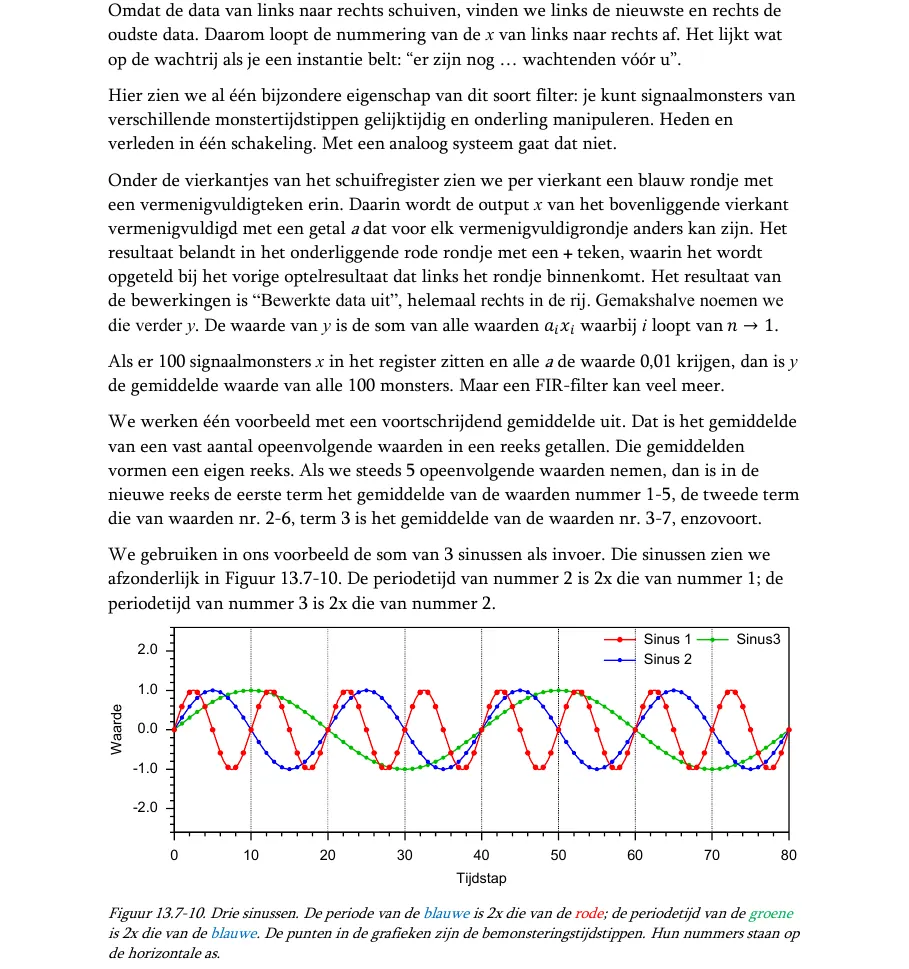 Omdat de data van links naar rechts schuiven, vinden we links de nieuwste en rechts de
oudste data. Daarom loopt de nummering van de x van links naar rechts af. Het lijkt wat
op de wachtrij als je een instantie belt: “er zijn nog … wachtenden vóór u”.
Hier zien we al één bijzondere eigenschap van dit soort filter: je kunt signaalmonsters van
verschillende monstertijdstippen gelijktijdig en onderling manipuleren. Heden en
verleden in één schakeling. Met een analoog systeem gaat dat niet.
Onder de vierkantjes van het schuifregister zien we per vierkant een blauw rondje met
een vermenigvuldigteken erin. Daarin wordt de output x van het bovenliggende vierkant
vermenigvuldigd met een getal a dat voor elk vermenigvuldigrondje anders kan zijn. Het
resultaat belandt in het onderliggende rode rondje met een + teken, waarin het wordt
opgeteld bij het vorige optelresultaat dat links het rondje binnenkomt. Het resultaat van
de bewerkingen is “Bewerkte data uit”, helemaal rechts in de rij. Gemakshalve noemen we
die verder y. De waarde van y is de som van alle waarden aᵢxᵢ waarbij i loopt van n → 1.
Als er 100 signaalmonsters x in het register zitten en alle a de waarde 0,01 krijgen, dan is y
de gemiddelde waarde van alle 100 monsters. Maar een FIR-filter kan veel meer.
We werken één voorbeeld met een voortschrijdend gemiddelde uit. Dat is het gemiddelde
van een vast aantal opeenvolgende waarden in een reeks getallen. Die gemiddelden
vormen een eigen reeks. Als we steeds 5 opeenvolgende waarden nemen, dan is in de
nieuwe reeks de eerste term het gemiddelde van de waarden nummer 1-5, de tweede term
die van waarden nr. 2-6, term 3 is het gemiddelde van de waarden nr. 3-7, enzovoort.
We gebruiken in ons voorbeeld de som van 3 sinussen als invoer. Die sinussen zien we
afzonderlijk in Figuur 13.7-10. De periodetijd van nummer 2 is 2x die van nummer 1; de
periodetijd van nummer 3 is 2x die van nummer 2.
Sinus 1 Sinus3
Sinus 2
2.0
1.0
0.0
-1.0
-2.0
Waarde
0 10 20 30 40 50 60 70 80
Tijdstap
Figuur 13.7-10. Drie sinussen. De periode van de blauwe is 2x die van de rode; de periodetijd van de groene
is 2x die van de blauwe. De punten in de grafieken zijn de bemonsteringstijdstippen. Hun nummers staan op
de horizontale as.